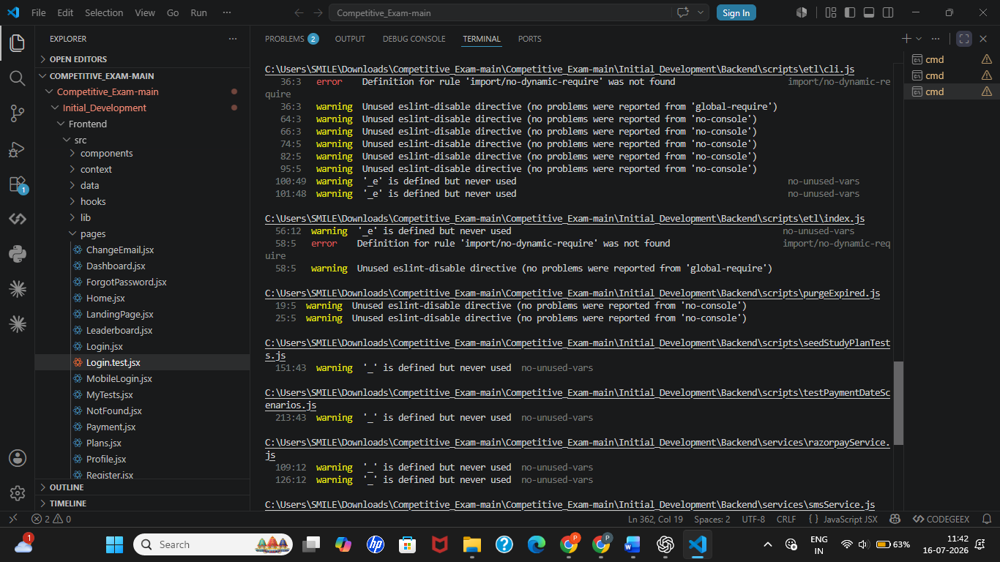 File Edit Selection View Go Run ···
Competitive_Exam-main
Sign In
EXPLORER
OPEN EDITORS
COMPETITIVE_EXAM-MAIN
Competitive_Exam-main
Initial_Development
Frontend
src
components
context
data
hooks
lib
pages
ChangeEmail.jsx
Dashboard.jsx
ForgotPassword.jsx
Home.jsx
LandingPage.jsx
Leaderboard.jsx
Login.jsx
Login.test.jsx
MobileLogin.jsx
MyTests.jsx
NotFound.jsx
Payment.jsx
Plans.jsx
Profile.jsx
Register.jsx
OUTLINE
TIMELINE
1
PROBLEMS 2 OUTPUT DEBUG CONSOLE TERMINAL PORTS
C:\Users\SMILE\Downloads\Competitive_Exam-main\Competitive_Exam-main\Initial_Development\Backend\scripts\etl\cli.js
36:3 error Definition for rule 'import/no-dynamic-require' was not found import/no-dynamic-re
quire
36:3 warning Unused eslint-disable directive (no problems were reported from 'global-require')
64:3 warning Unused eslint-disable directive (no problems were reported from 'no-console')
66:3 warning Unused eslint-disable directive (no problems were reported from 'no-console')
74:5 warning Unused eslint-disable directive (no problems were reported from 'no-console')
82:5 warning Unused eslint-disable directive (no problems were reported from 'no-console')
95:5 warning Unused eslint-disable directive (no problems were reported from 'no-console')
100:49 warning '_e' is defined but never used no-unused-vars
101:48 warning '_e' is defined but never used no-unused-vars
C:\Users\SMILE\Downloads\Competitive_Exam-main\Competitive_Exam-main\Initial_Development\Backend\scripts\etl\index.js
56:12 warning '_e' is defined but never used no-unused-vars
58:5 error Definition for rule 'import/no-dynamic-require' was not found import/no-dynamic-req
uire
58:5 warning Unused eslint-disable directive (no problems were reported from 'global-require')
C:\Users\SMILE\Downloads\Competitive_Exam-main\Competitive_Exam-main\Initial_Development\Backend\scripts\purgeExpired.js
19:5 warning Unused eslint-disable directive (no problems were reported from 'no-console')
25:5 warning Unused eslint-disable directive (no problems were reported from 'no-console')
C:\Users\SMILE\Downloads\Competitive_Exam-main\Competitive_Exam-main\Initial_Development\Backend\scripts\seedStudyPlanTest
s.js
151:43 warning '_' is defined but never used no-unused-vars
C:\Users\SMILE\Downloads\Competitive_Exam-main\Competitive_Exam-main\Initial_Development\Backend\scripts\testPaymentDateSc
enarios.js
213:43 warning '_' is defined but never used no-unused-vars
C:\Users\SMILE\Downloads\Competitive_Exam-main\Competitive_Exam-main\Initial_Development\Backend\services\razorpayService.
js
109:12 warning '_' is defined but never used no-unused-vars
126:12 warning '_' is defined but never used no-unused-vars
C:\Users\SMILE\Downloads\Competitive_Exam-main\Competitive_Exam-main\Initial_Development\Backend\services\smsService.js
cmd
cmd
cmd
2 0
Ln 362, Col 19 Spaces: 2 UTF-8 CRLF { } JavaScript JSX CODEGEEX
1
Search
hp
P
P
W
ENG
IN
63%
11:42
16-07-2026